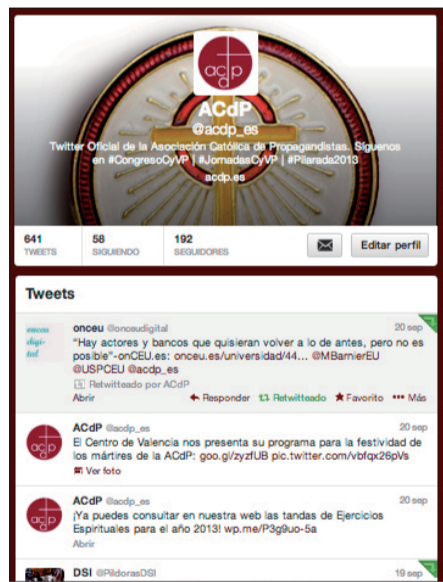 acdp
ACdP
@acdp_es
Twitter Oficial de la Asociación Católica de Propagandistas. Síguenos
en #CongresoCyVP | #JornadasCyVP | #Pilarada2013
acdp.es
641
TWEETS
58
SIGUIENDO
192
SEGUIDORES
Editar perfil
Tweets
onceu
digi-
tal
onceu @onceudigital
20 sep
"Hay actores y bancos que quisieran volver a lo de antes, pero no es
posible"-onCEU.es: onceu.es/universidad/44... @MBarnierEU
@USPCEU @acdp_es
Retwitteado por ACdP
Abrir
Responder
Retwitteado
Favorito
Más
acdp
ACdP @acdp_es
20 sep
El Centro de Valencia nos presenta su programa para la festividad de
los mártires de la ACdP: goo.gl/zyzfUB pic.twitter.com/vbfqx26pVs
Ver foto
acdp
ACdP @acdp_es
20 sep
¡Ya puedes consultar en nuestra web las tandas de Ejercicios
Espirituales para el año 2013! wp.me/P3g9uo-5a
Abrir
DSI @PildorasDSI
19 sep